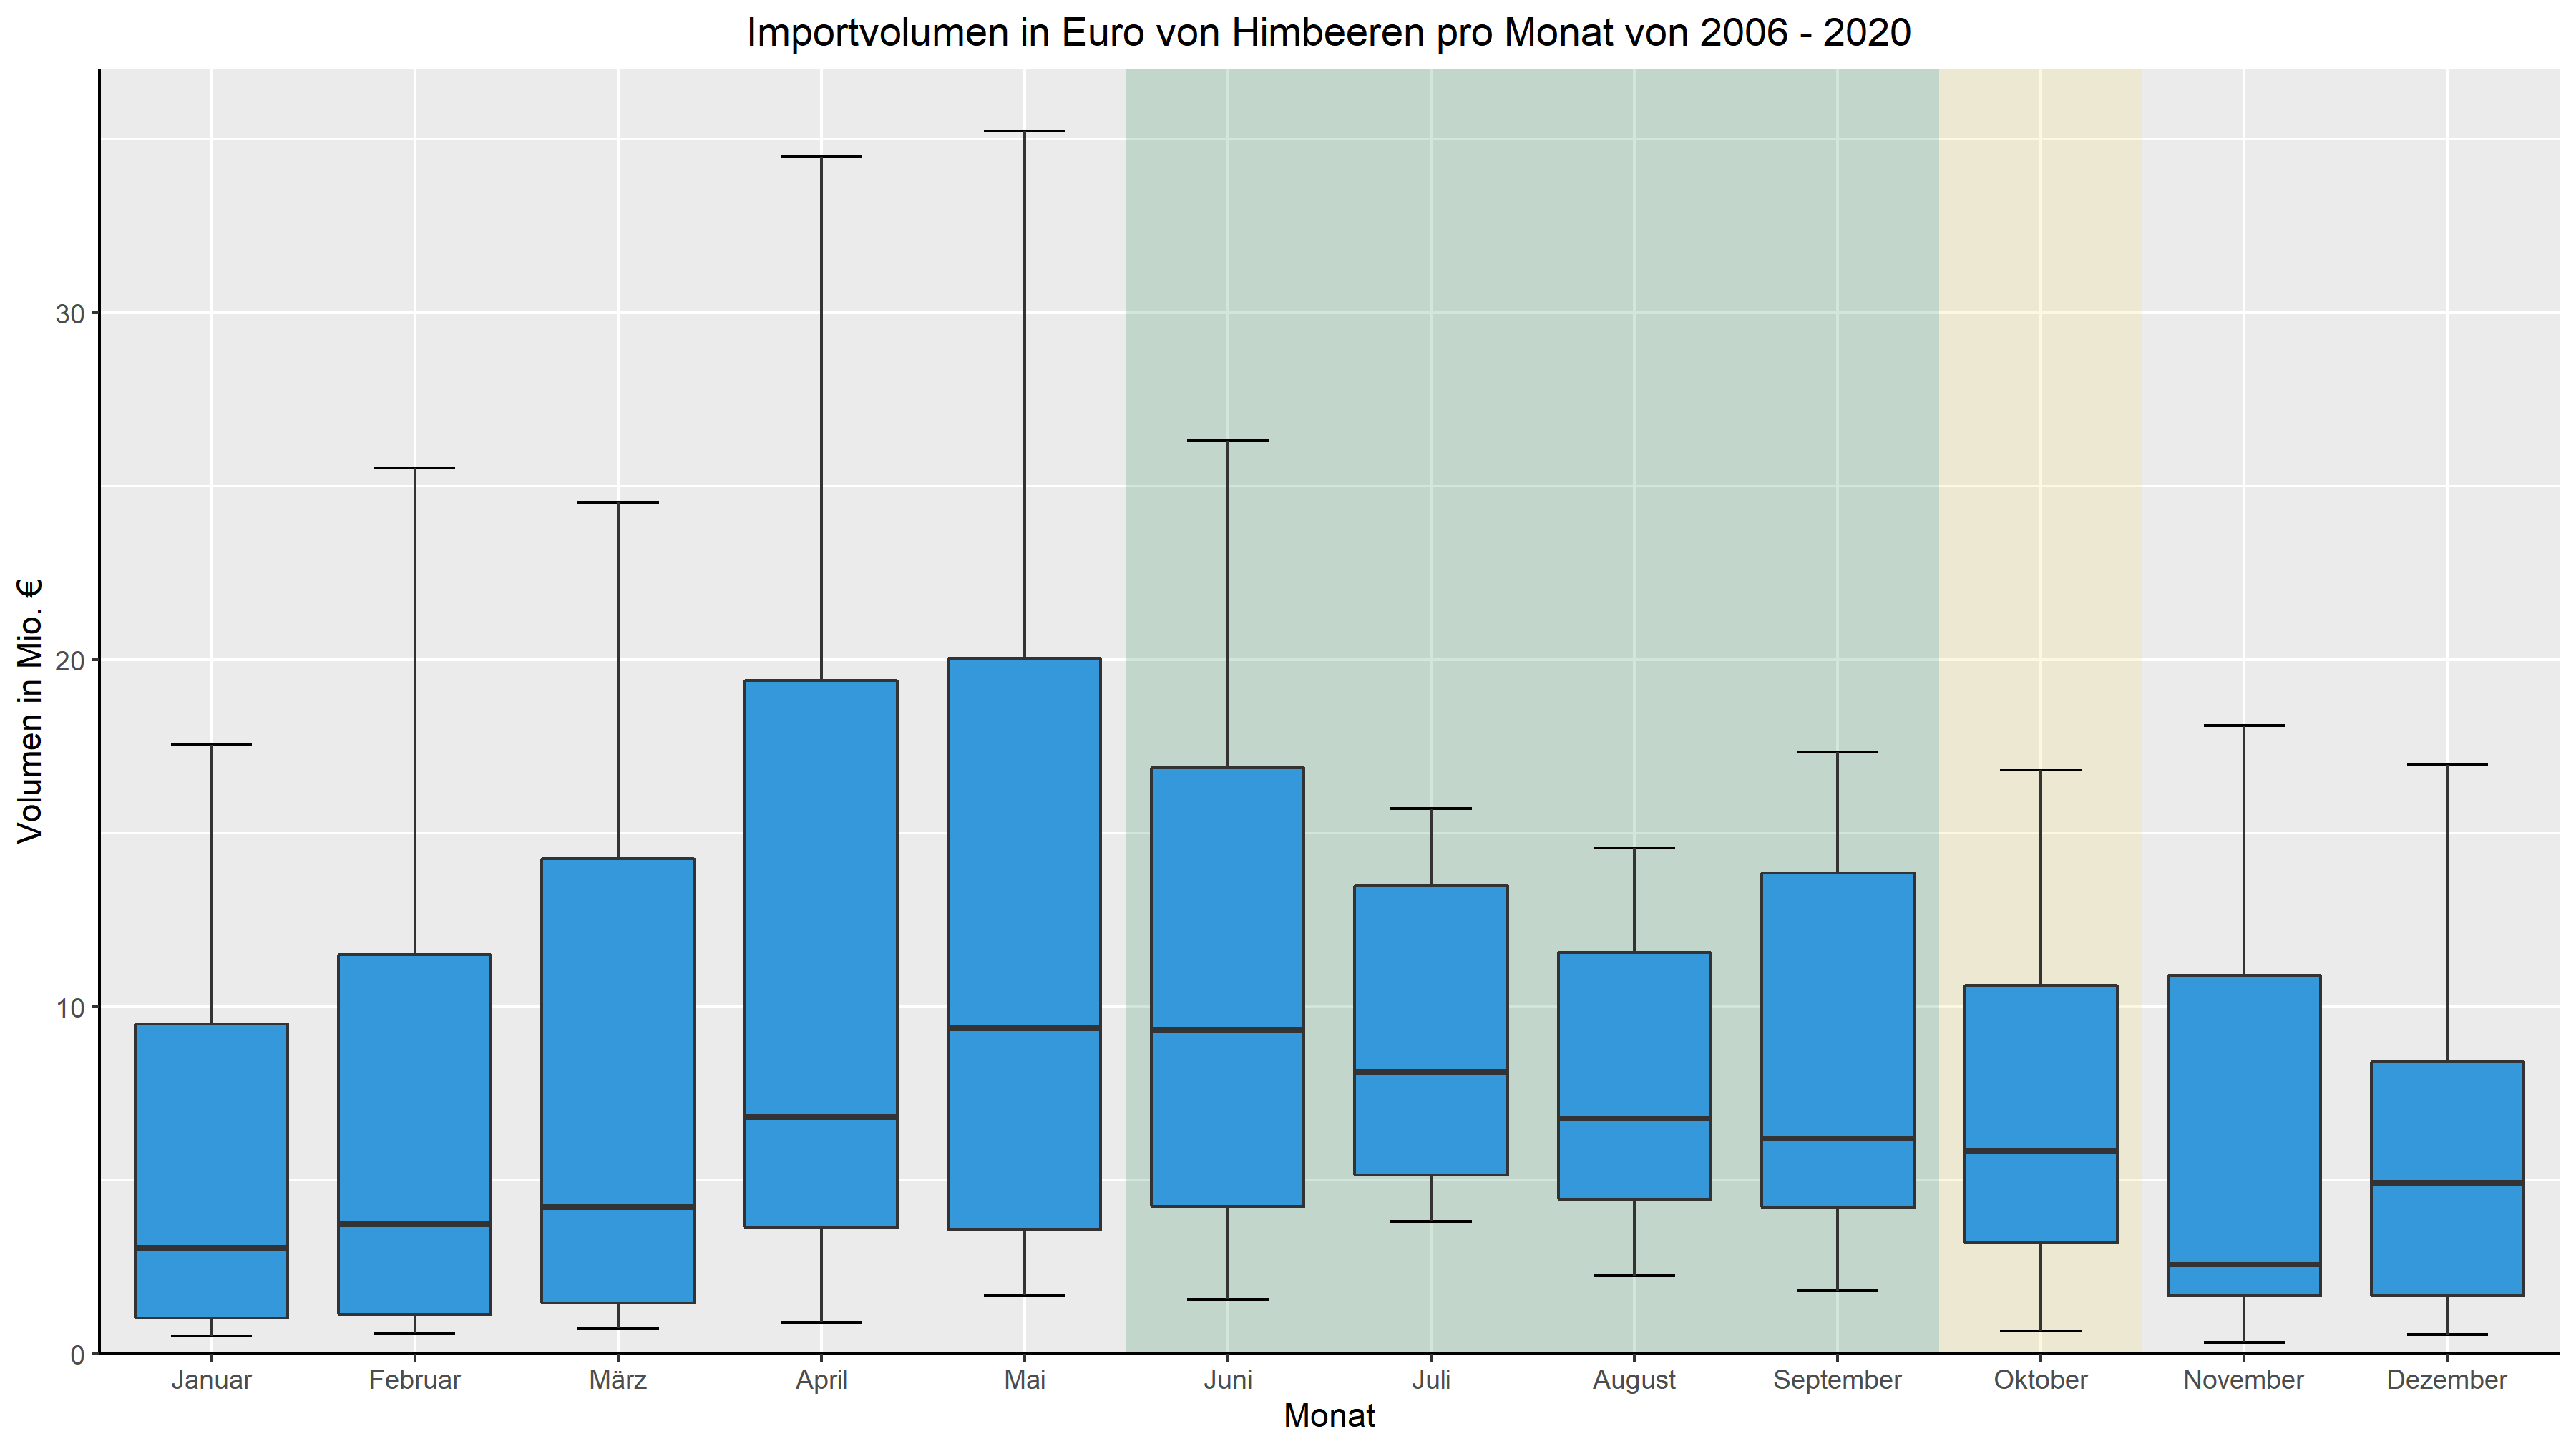 Importvolumen in Euro von Himbeeren pro Monat von 2006 - 2020
Volumen in Mio. €
30
20
10
0
Januar Februar März April Mai Juni Juli August September Oktober November Dezember
Monat